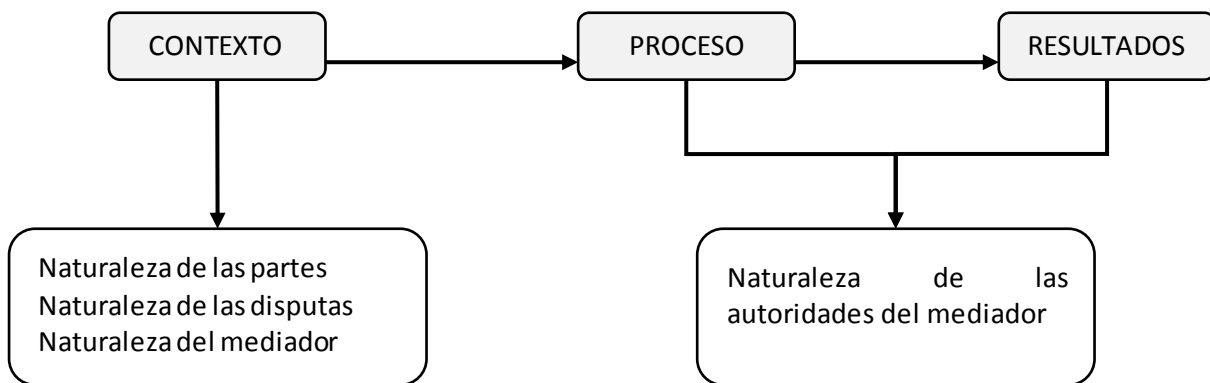 CONTEXTO
PROCESO
RESULTADOS
Naturaleza de las partes
Naturaleza de las disputas
Naturaleza del mediador
Naturaleza de las
autoridades del mediador